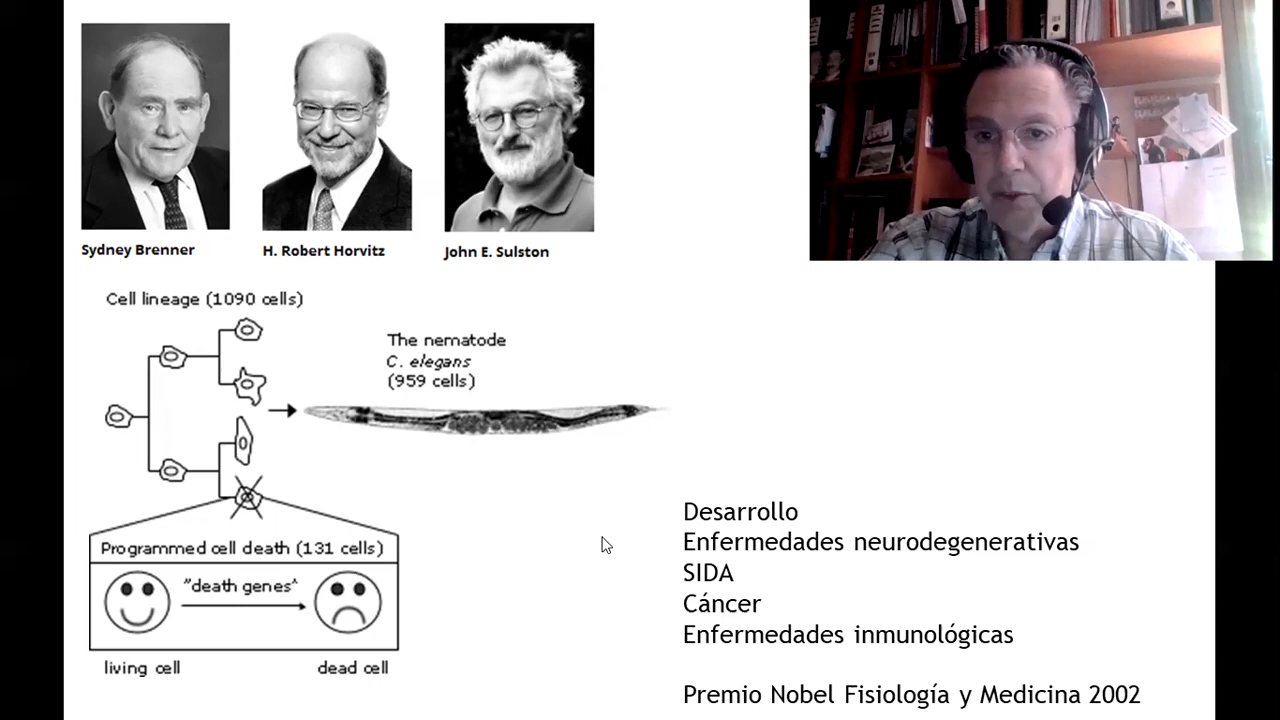 Sydney Brenner
H. Robert Horvitz
John E. Sulston
Cell lineage (1090 cells)
The nematode
C. elegans
(959 cells)
Programmed cell death (131 cells)
"death genes"
living cell
dead cell
Desarrollo
Enfermedades neurodegenerativas
SIDA
Cáncer
Enfermedades inmunológicas
Premio Nobel Fisiología y Medicina 2002